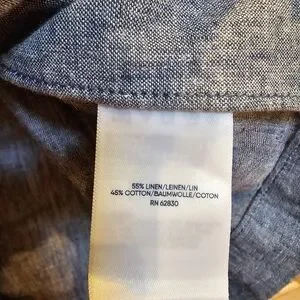 55% LINEN/LEINEN/LIN
45% COTTON/BAUMWOLLE/COTON
RN 62830